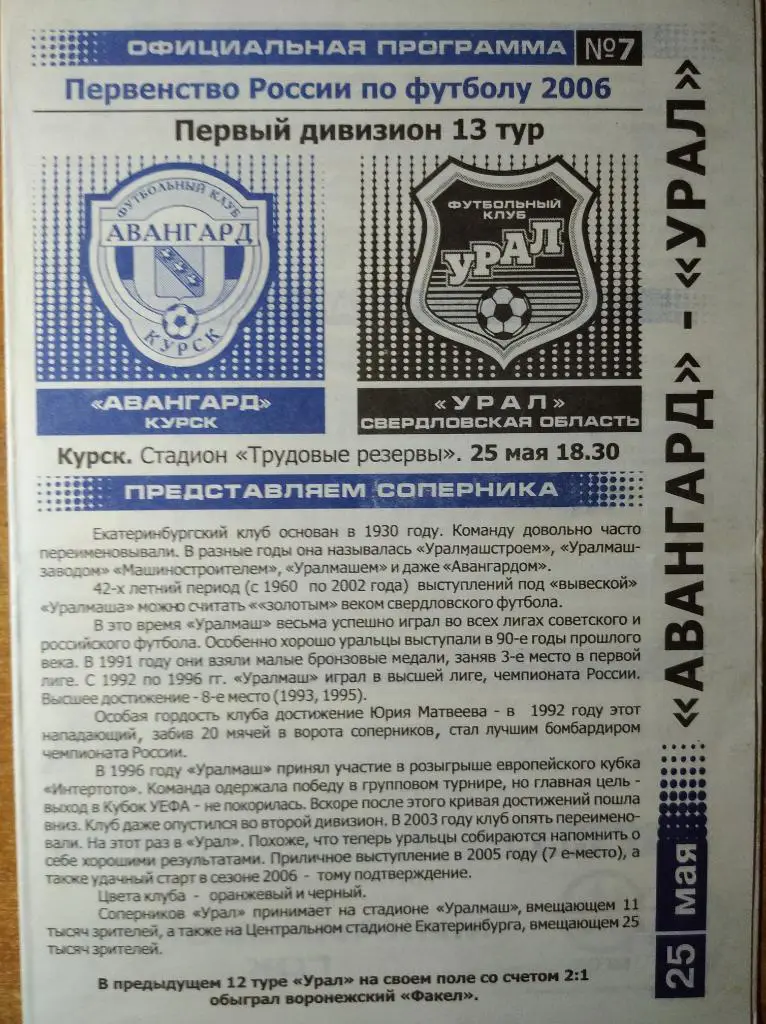 ОФИЦИАЛЬНАЯ ПРОГРАММА №7
Первенство России по футболу 2006
Первый дивизион 13 тур
ФУТБОЛЬНЫЙ КЛУБ
АВАНГАРД
КУРСК
ФУТБОЛЬНЫЙ
КЛУБ
УРАЛ
«АВАНГАРД»
КУРСК
«УРАЛ»
СВЕРДЛОВСКАЯ ОБЛАСТЬ
Курск. Стадион «Трудовые резервы». 25 мая 18.30
ПРЕДСТАВЛЯЕМ СОПЕРНИКА
Екатеринбургский клуб основан в 1930 году. Команду довольно часто
переименовывали. В разные годы она называлась «Уралмашстроем», «Уралмаш-
заводом» «Машиностроителем», «Уралмашем» и даже «Авангардом».
42-х летний период (с 1960 по 2002 года) выступлений под «вывеской»
«Уралмаша» можно считать ««золотым» веком свердловского футбола.
В это время «Уралмаш» весьма успешно играл во всех лигах советского и
российского футбола. Особенно хорошо уральцы выступали в 90-е годы прошлого
века. В 1991 году они взяли малые бронзовые медали, заняв 3-е место в первой
лиге. С 1992 по 1996 гг. «Уралмаш» играл в высшей лиге, чемпионата России.
Высшее достижение - 8-е место (1993, 1995).
Особая гордость клуба достижение Юрия Матвеева - в 1992 году этот
нападающий, забив 20 мячей в ворота соперников, стал лучшим бомбардиром
чемпионата России.
В 1996 году «Уралмаш» принял участие в розыгрыше европейского кубка
«Интертото». Команда одержала победу в групповом турнире, но главная цель -
выход в Кубок УЕФА - не покорилась. Вскоре после этого кривая достижений пошла
вниз. Клуб даже опустился во второй дивизион. В 2003 году клуб опять переимено-
вали. На этот раз в «Урал». Похоже, что теперь уральцы собираются напомнить о
себе хорошими результатами. Приличное выступление в 2005 году (7 е-место), а
также удачный старт в сезоне 2006 - тому подтверждение.
Цвета клуба - оранжевый и черный.
Соперников «Урал» принимает на стадионе «Уралмаш», вмещающем 11
тысяч зрителей, а также на Центральном стадионе Екатеринбурга, вмещающем 25
тысяч зрителей.
В предыдущем 12 туре «Урал» на своем поле со счетом 2:1
обыграл воронежский «Факел».
«АВАНГАРД» - «УРАЛ»
25 мая